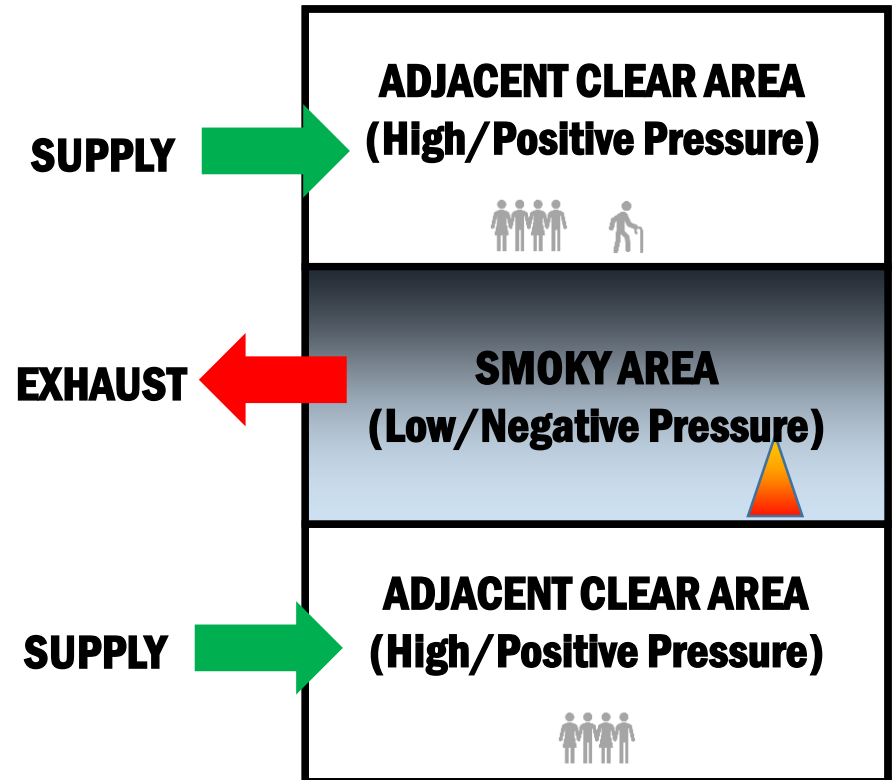 ADJACENT CLEAR AREA
(High/Positive Pressure)
SUPPLY
SMOKY AREA
(Low/Negative Pressure)
EXHAUST
ADJACENT CLEAR AREA
(High/Positive Pressure)
SUPPLY